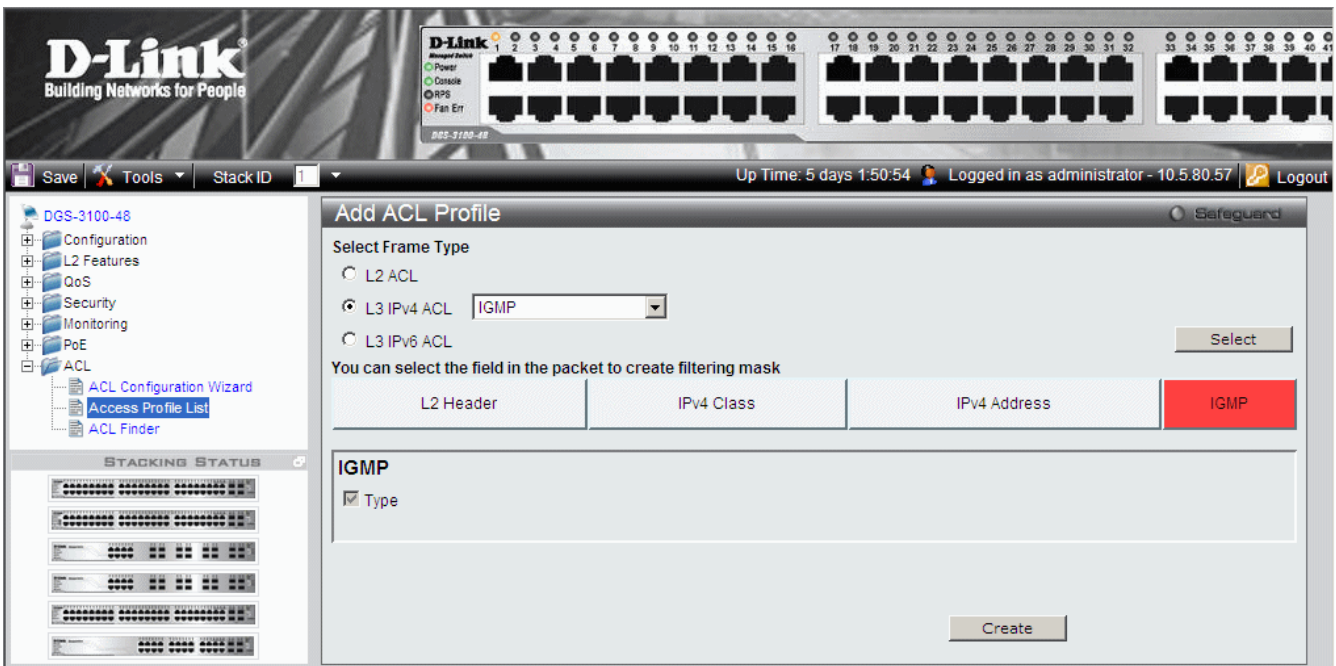 D-Link
Building Networks for People
D-Link
Managed Switch
Power
Console
RPS
Fan Err
DGS-3100-48
1 2 3 4 5 6 7 8 9 10 11 12 13 14 15 16
17 18 19 20 21 22 23 24 25 26 27 28 29 30 31 32
33 34 35 36 37 38 39 40 41
Save Tools Stack ID 1
Up Time: 5 days 1:50:54 Logged in as administrator - 10.5.80.57 Logout
DGS-3100-48
Configuration
L2 Features
QoS
Security
Monitoring
PoE
ACL
ACL Configuration Wizard
Access Profile List
ACL Finder
STACKING STATUS
Add ACL Profile
Safeguard
Select Frame Type
L2 ACL
L3 IPv4 ACL IGMP
L3 IPv6 ACL
Select
You can select the field in the packet to create filtering mask
L2 Header IPv4 Class IPv4 Address IGMP
IGMP
Type
Create